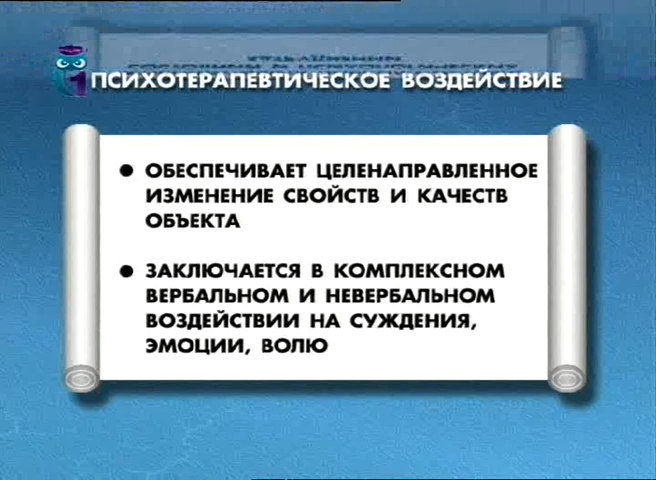 ПСИХОТЕРАПЕВТИЧЕСКОЕ ВОЗДЕЙСТВИЕ
● ОБЕСПЕЧИВАЕТ ЦЕЛЕНАПРАВЛЕННОЕ
ИЗМЕНЕНИЕ СВОЙСТВ И КАЧЕСТВ
ОБЪЕКТА
● ЗАКЛЮЧАЕТСЯ В КОМПЛЕКСНОМ
ВЕРБАЛЬНОМ И НЕВЕРБАЛЬНОМ
ВОЗДЕЙСТВИИ НА СУЖДЕНИЯ,
ЭМОЦИИ, ВОЛЮ